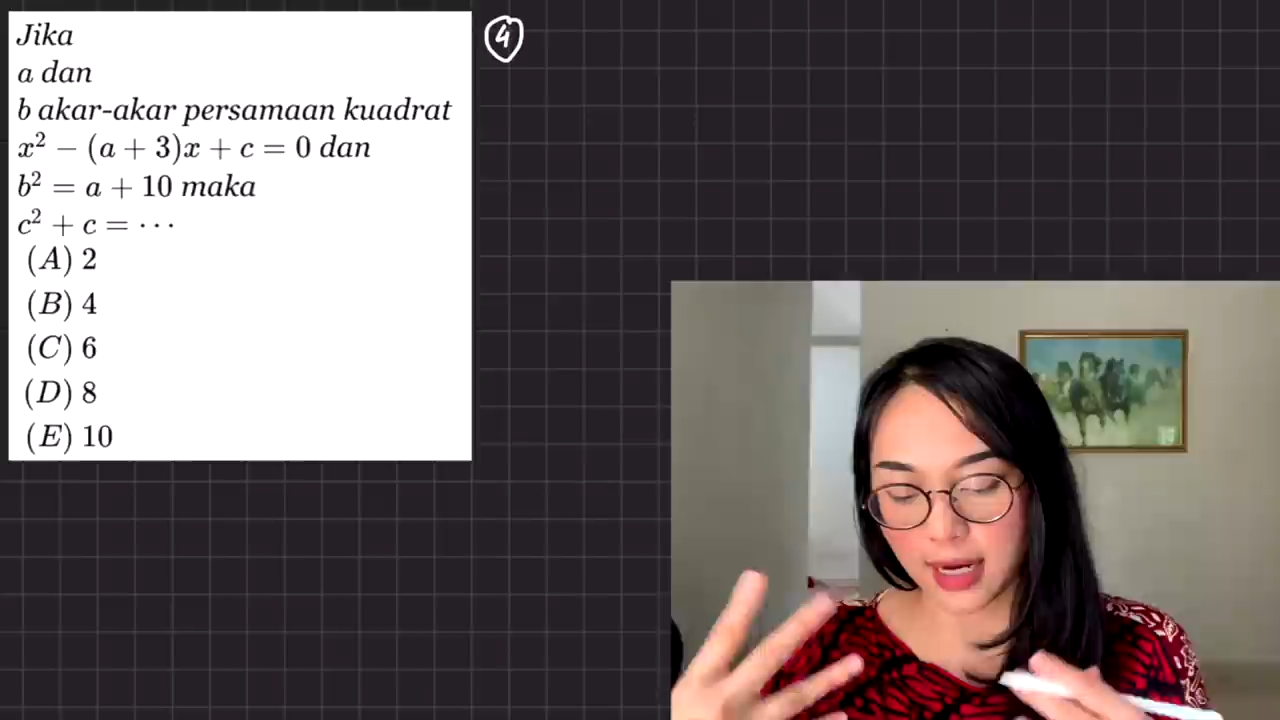 Jika
a dan
b akar-akar persamaan kuadrat
x² − (a + 3)x + c = 0 dan
b² = a + 10 maka
c² + c = ···
(A) 2
(B) 4
(C) 6
(D) 8
(E) 10
4